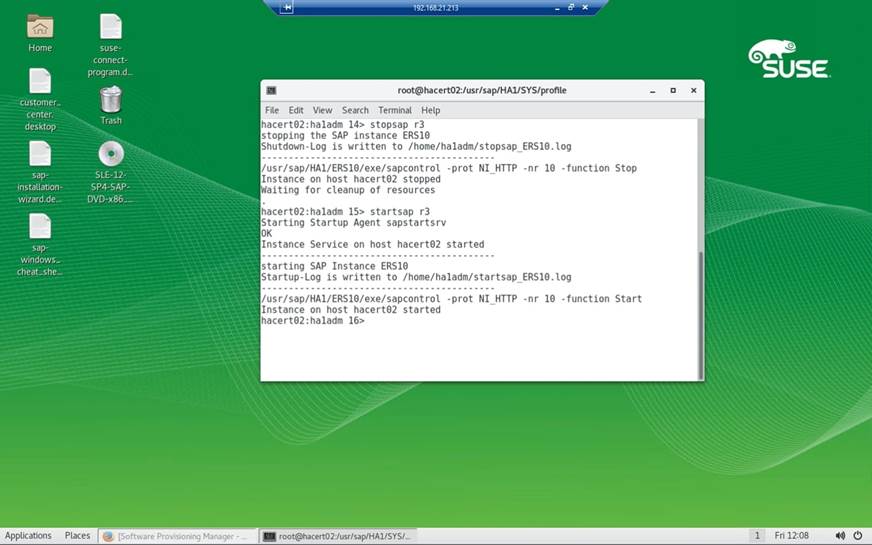 192.168.21.213
Home
suse-
connect-
program.d...
customer_
center.
desktop
Trash
sap-
installation-
wizard.de...
SLE-12-
SP4-SAP-
DVD-x86_...
sap-
windows_
cheat_she...
SUSE
root@hacert02:/usr/sap/HA1/SYS/profile
File Edit View Search Terminal Help
hacert02:ha1adm 14> stopsap r3
stopping the SAP instance ERS10
Shutdown-Log is written to /home/ha1adm/stopsap_ERS10.log
-------------------------------------------
/usr/sap/HA1/ERS10/exe/sapcontrol -prot NI_HTTP -nr 10 -function Stop
Instance on host hacert02 stopped
Waiting for cleanup of resources
.
hacert02:ha1adm 15> startsap r3
Starting Startup Agent sapstartsrv
OK
Instance Service on host hacert02 started
-------------------------------------------
starting SAP Instance ERS10
Startup-Log is written to /home/ha1adm/startsap_ERS10.log
-------------------------------------------
/usr/sap/HA1/ERS10/exe/sapcontrol -prot NI_HTTP -nr 10 -function Start
Instance on host hacert02 started
hacert02:ha1adm 16>
Applications Places [Software Provisioning Manager - ... root@hacert02:/usr/sap/HA1/SYS/... 1 Fri 12:08